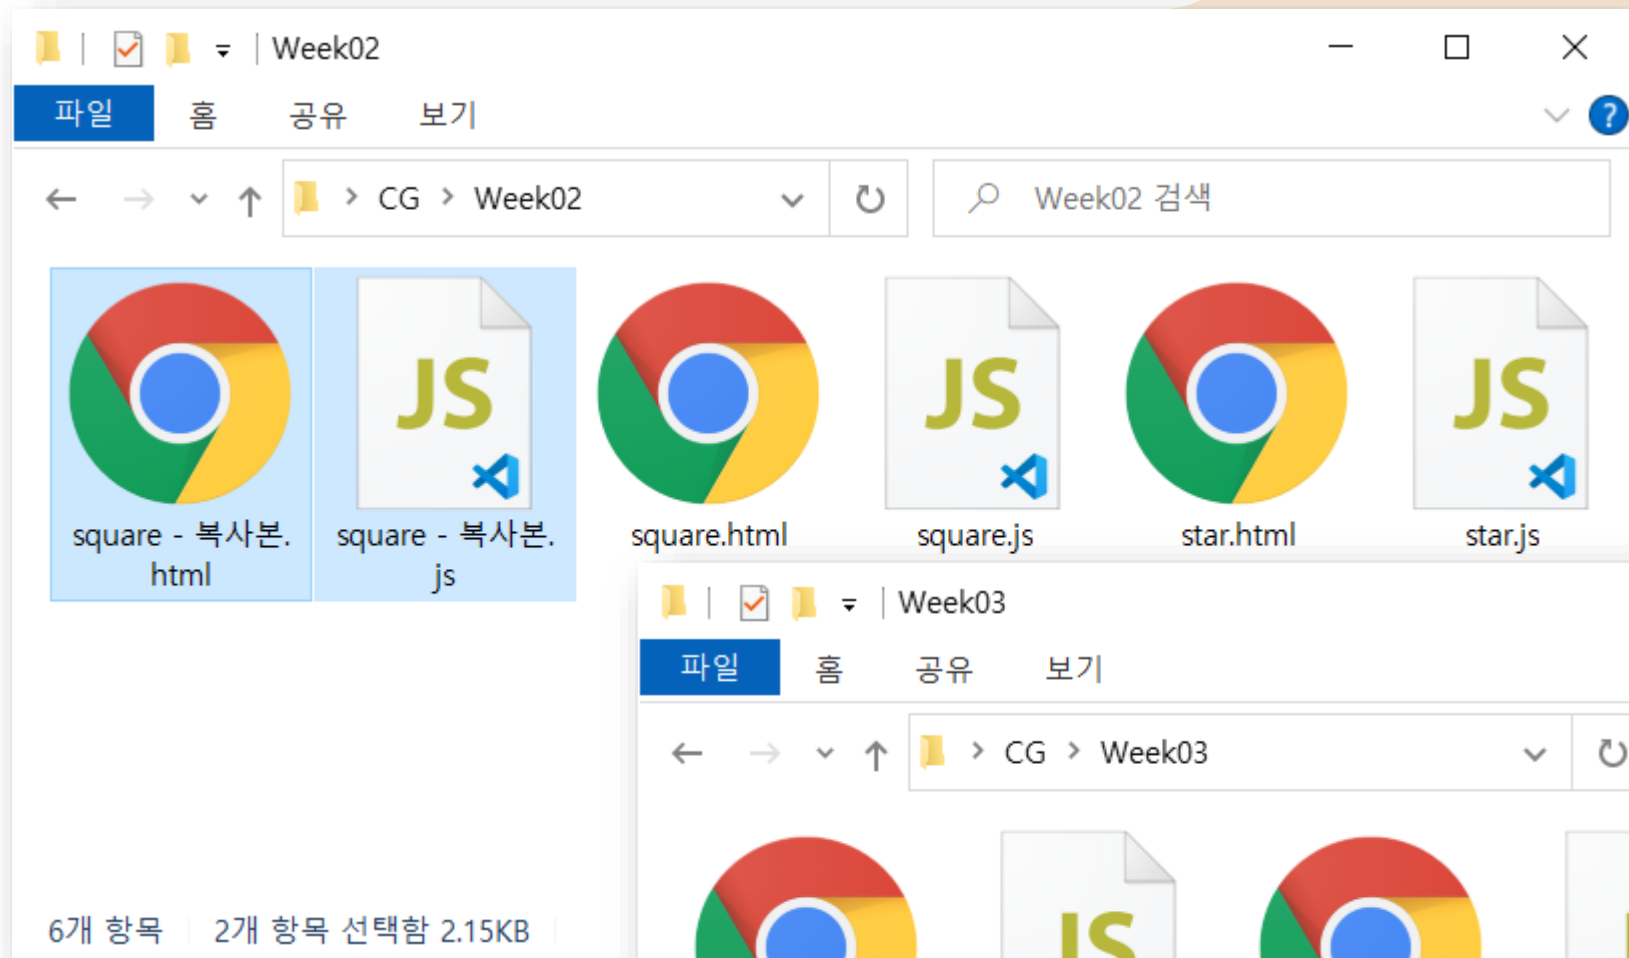 Week02
파일 홈 공유 보기
?
CG > Week02
Week02 검색
JS
JS
JS
square - 복사본.
html
square - 복사본.
js
square.html
square.js
star.html
star.js
6개 항목
2개 항목 선택함 2.15KB
Week03
파일 홈 공유 보기
CG > Week03
JS